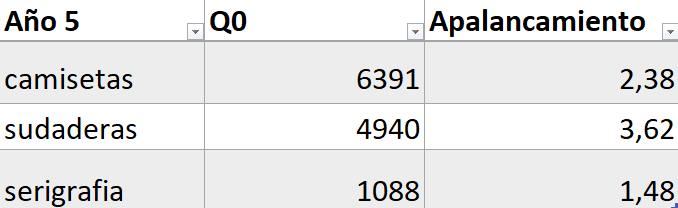 Año 5 Q0 Apalancamiento
camisetas 6391 2,38
sudaderas 4940 3,62
serigrafia 1088 1,48